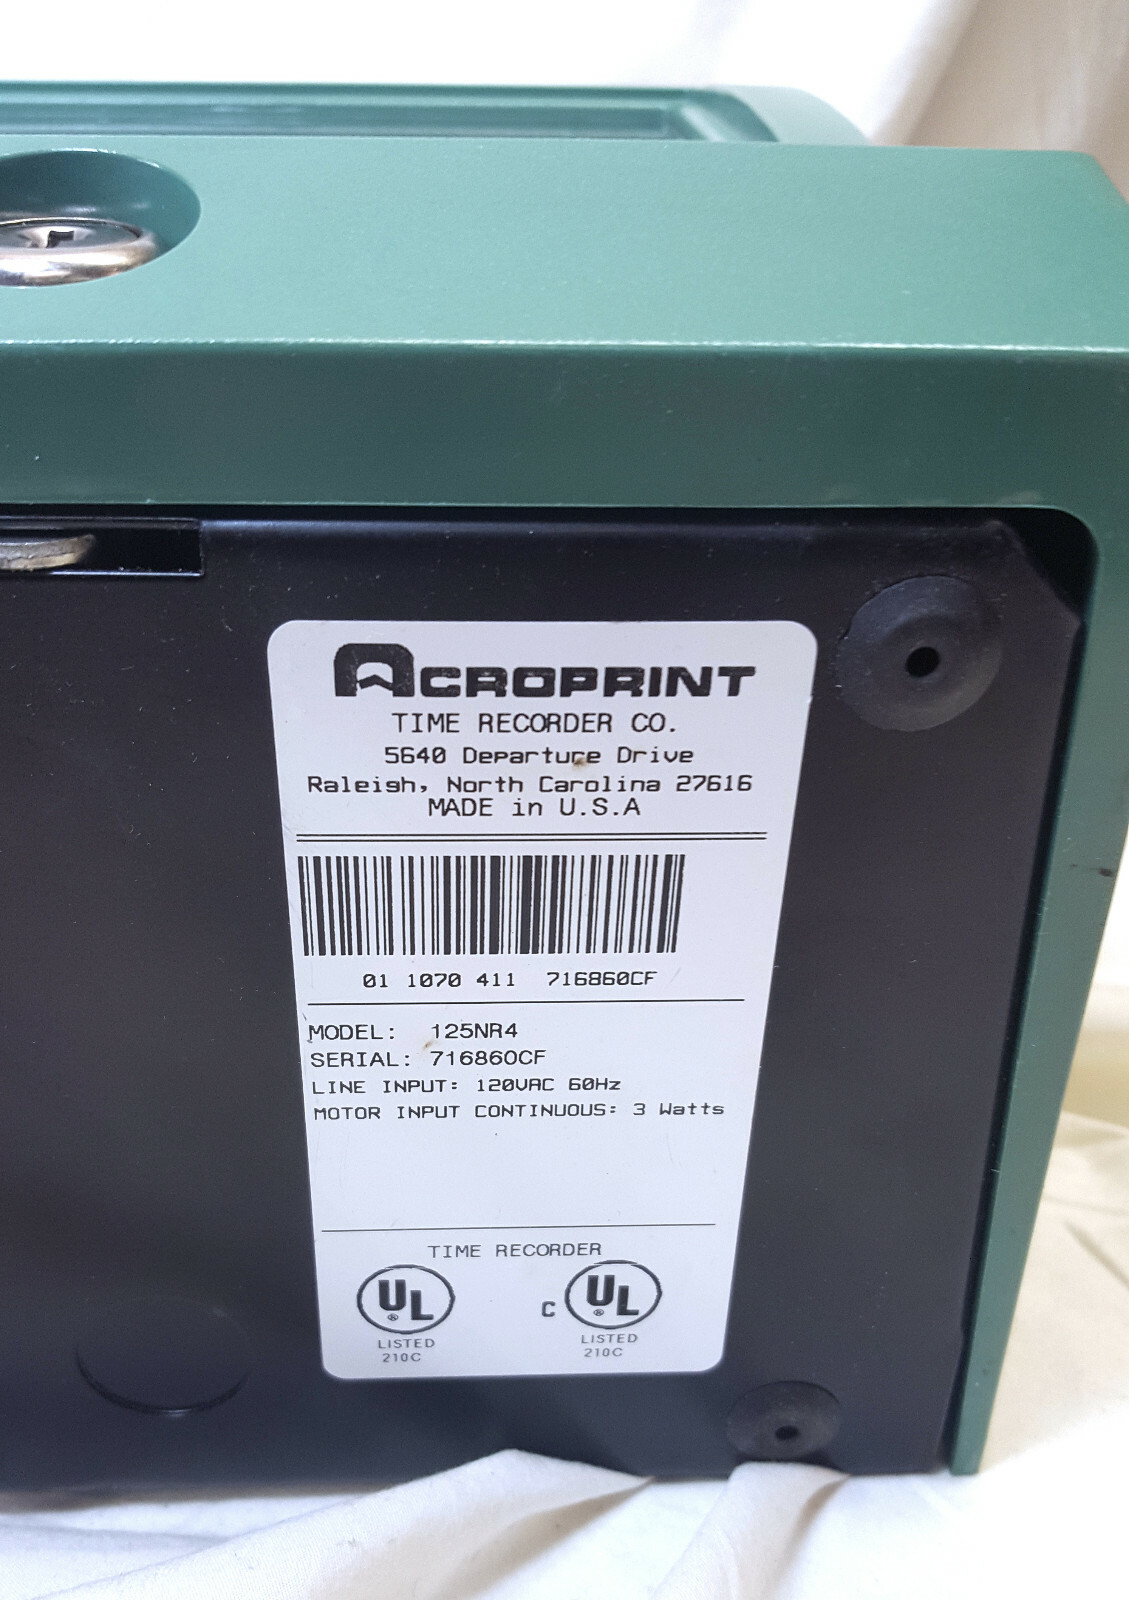 ACROPRINT
TIME RECORDER CO.
5640 Departure Drive
Raleigh, North Carolina 27616
MADE in U.S.A
01 1070 411 716860CF
MODEL: 125NR4
SERIAL: 716860CF
LINE INPUT: 120VAC 60Hz
MOTOR INPUT CONTINUOUS: 3 Watts
TIME RECORDER
UL ® C UL ®
LISTED LISTED
210C 210C